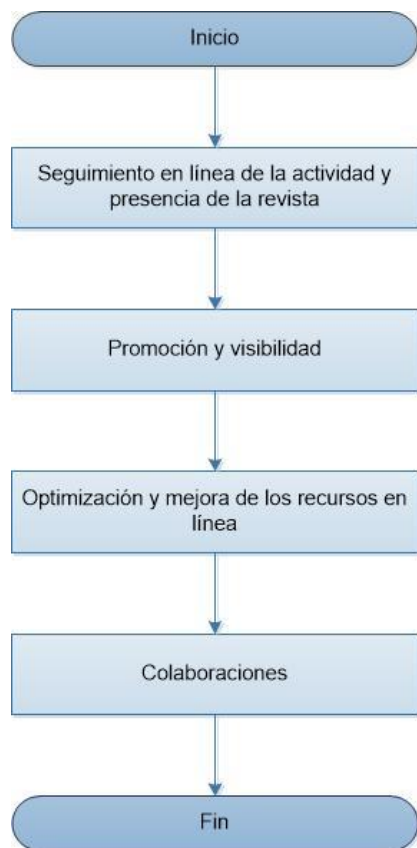 Inicio
Seguimiento en línea de la actividad y
presencia de la revista
Promoción y visibilidad
Optimización y mejora de los recursos en
línea
Colaboraciones
Fin